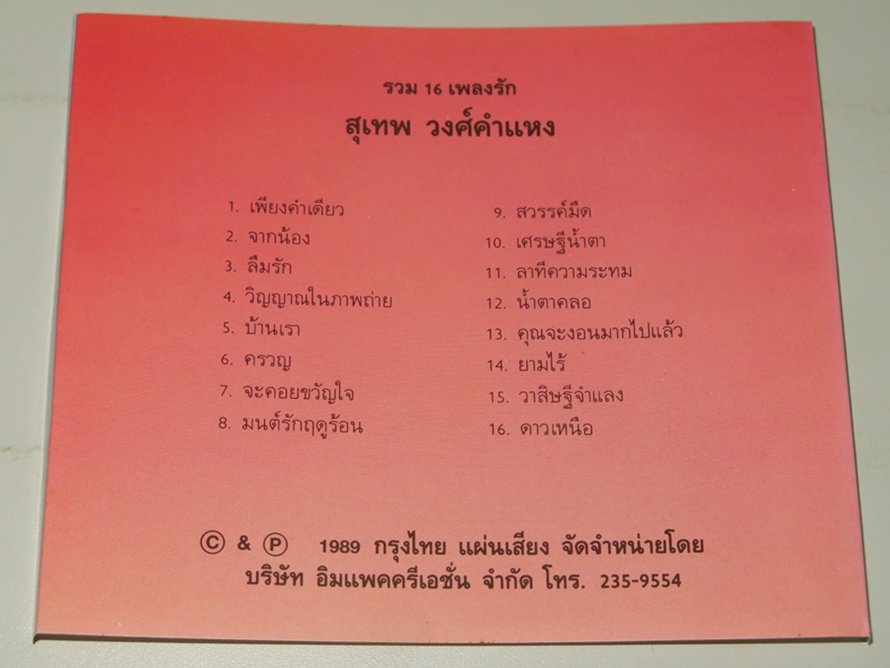 รวม 16 เพลงรัก
สุเทพ วงศ์คำแหง
1. เพียงคำเดียว
2. จากน้อง
3. ลืมรัก
4. วิญญาณในภาพถ่าย
5. บ้านเรา
6. ครวญ
7. จะคอยขวัญใจ
8. มนต์รักฤดูร้อน
9. สวรรค์มืด
10. เศรษฐีน้ำตา
11. ลาทีความระทม
12. น้ำตาคลอ
13. คุณจะงอนมากไปแล้ว
14. ยามไร้
15. วาสิษฐีจำแลง
16. ดาวเหนือ
Ⓒ & Ⓟ 1989 กรุงไทย แผ่นเสียง จัดจำหน่ายโดย
บริษัท อิมแพคครีเอชั่น จำกัด โทร. 235-9554